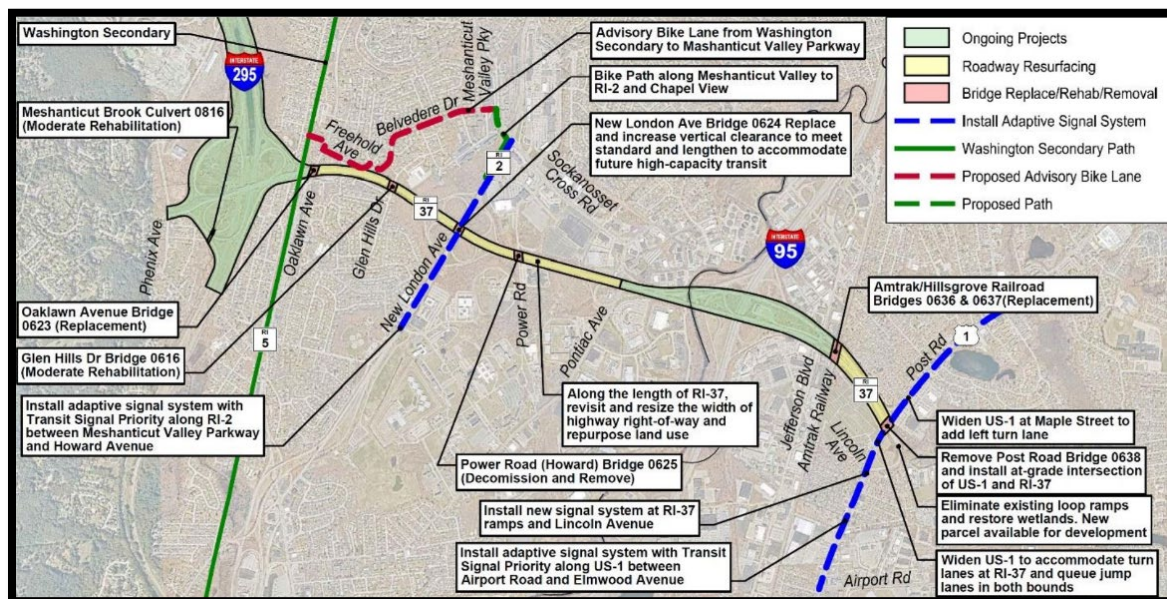 Washington Secondary
INTERSTATE
295
Meshanticut Brook Culvert 0816
(Moderate Rehabilitation)
Phenix Ave
Oaklawn Avenue Bridge
0623 (Replacement)
Glen Hills Dr Bridge 0616
(Moderate Rehabilitation)
Install adaptive signal system with
Transit Signal Priority along RI-2
between Meshanticut Valley Parkway
and Howard Avenue
Oaklawn Ave
RI
5
Freehold
Ave
Belvedere Dr
Meshanticut
Valley Pky
Glen Hills Dr
RI
37
New London Ave
RI
2
Sockanosset
Cross Rd
Power Rd
Pontiac Ave
Advisory Bike Lane from Washington
Secondary to Mashanticut Valley Parkway
Bike Path along Meshanticut Valley to
RI-2 and Chapel View
New London Ave Bridge 0624 Replace
and increase vertical clearance to meet
standard and lengthen to accommodate
future high-capacity transit
INTERSTATE
95
Along the length of RI-37,
revisit and resize the width of
highway right-of-way and
repurpose land use
Power Road (Howard) Bridge 0625
(Decomission and Remove)
Install new signal system at RI-37
ramps and Lincoln Avenue
Install adaptive signal system with Transit
Signal Priority along US-1 between
Airport Road and Elmwood Avenue
Jefferson Blvd
Amtrak Railway
Lincoln
Ave
RI
37
Post Rd
1
Airport Rd
Ongoing Projects
Roadway Resurfacing
Bridge Replace/Rehab/Removal
Install Adaptive Signal System
Washington Secondary Path
Proposed Advisory Bike Lane
Proposed Path
Amtrak/Hillsgrove Railroad
Bridges 0636 & 0637(Replacement)
Widen US-1 at Maple Street to
add left turn lane
Remove Post Road Bridge 0638
and install at-grade intersection
of US-1 and RI-37
Eliminate existing loop ramps
and restore wetlands. New
parcel available for development
Widen US-1 to accommodate turn
lanes at RI-37 and queue jump
lanes in both bounds